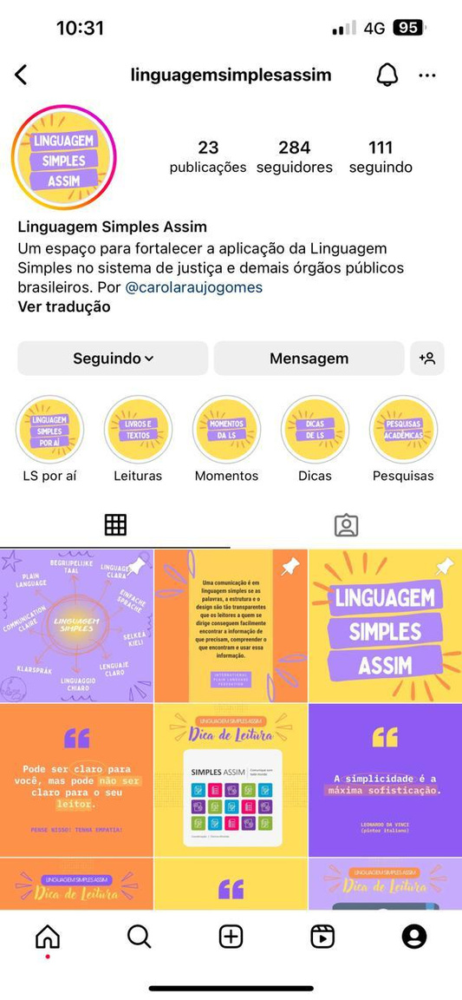 10:31
4G 95
linguagemsimplesassim
LINGUAGEM
SIMPLES
ASSIM
23
publicações
284
seguidores
111
seguindo
Linguagem Simples Assim
Um espaço para fortalecer a aplicação da Linguagem
Simples no sistema de justiça e demais órgãos públicos
brasileiros. Por @carolaraujogomes
Ver tradução
Seguindo
Mensagem
LINGUAGEM
SIMPLES
POR AÍ
LS por aí
LIVROS E
TEXTOS
Leituras
MOMENTOS
DA LS
Momentos
DICAS
DE LS
Dicas
PESQUISAS
ACADÊMICAS
Pesquisas
BEGRIJPELIJKE
TAAL
PLAIN
LANGUAGE
CLARA
EINFACHE
SPRACHE
COMMUNICATION
CLAIRE
LINGUAGEM
SIMPLES
SELKEÄ
KIELI
KLARSPRÅK
LENGUAJE
CLARO
LINGUAGGIO
CHIARO
Uma comunicação é em
linguagem simples se as
palavras, a estrutura e o
design são tão transparentes
que os leitores a quem se
dirige conseguem facilmente
encontrar a informação de
que precisam, compreender o
que encontram e usar essa
informação.
INTERNATIONAL
PLAIN LANGUAGE
FEDERATION
LINGUAGEM
SIMPLES
ASSIM
Pode ser claro para
você, mas pode não ser
claro para o seu
leitor.
PENSE NISSO! TENHA EMPATIA!
LINGUAGEM SIMPLES ASSIM
Dica de Leitura
SIMPLES ASSIM
Comunique com
todo mundo
A simplicidade é a
máxima sofisticação.
LEONARDO DA VINCI
(pintor italiano)
LINGUAGEM SIMPLES ASSIM
Dica de Leitura
LINGUAGEM SIMPLES ASSIM
Dica de Leitura